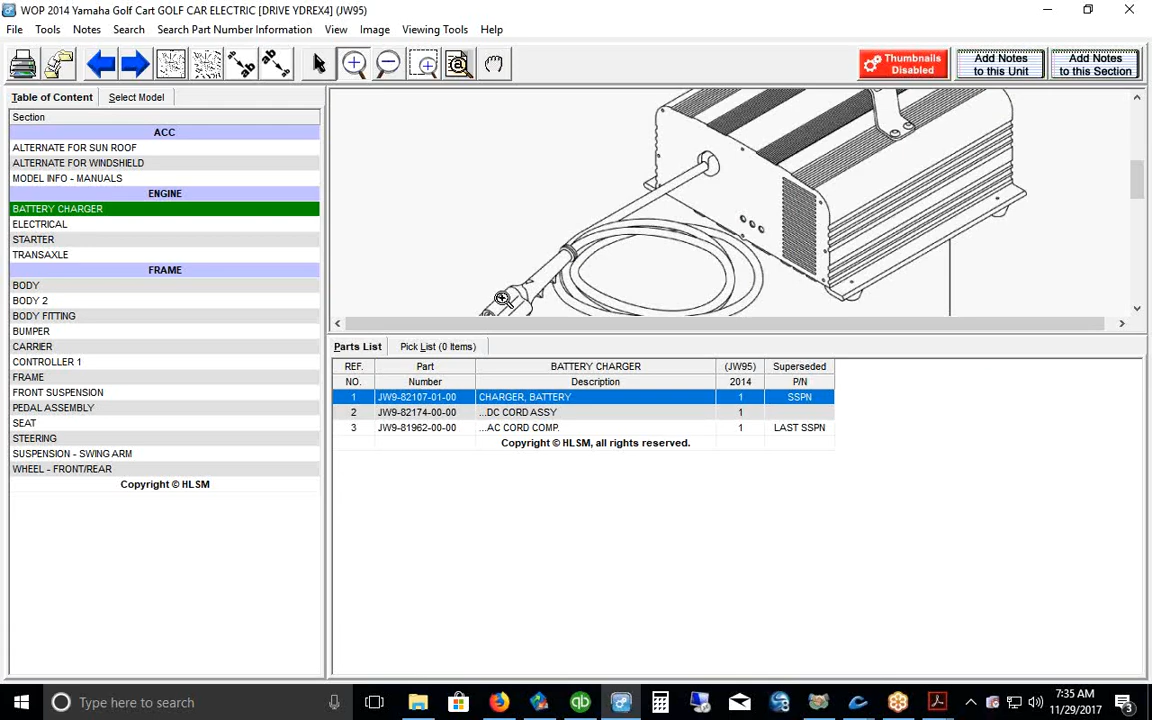 WOP 2014 Yamaha Golf Cart GOLF CAR ELECTRIC [DRIVE YDREX4] (JW95)
File Tools Notes Search Search Part Number Information View Image Viewing Tools Help
Thumbnails
Disabled
Add Notes
to this Unit
Add Notes
to this Section
Table of Content
Select Model
Section
ACC
ALTERNATE FOR SUN ROOF
ALTERNATE FOR WINDSHIELD
MODEL INFO - MANUALS
ENGINE
BATTERY CHARGER
ELECTRICAL
STARTER
TRANSAXLE
FRAME
BODY
BODY 2
BODY FITTING
BUMPER
CARRIER
CONTROLLER 1
FRAME
FRONT SUSPENSION
PEDAL ASSEMBLY
SEAT
STEERING
SUSPENSION - SWING ARM
WHEEL - FRONT/REAR
Copyright © HLSM
Parts List
Pick List (0 Items)
REF. Part BATTERY CHARGER (JW95) Superseded
NO. Number Description 2014 P/N
1 JW9-82107-01-00 CHARGER, BATTERY 1 SSPN
2 JW9-82174-00-00 ...DC CORD ASSY 1
3 JW9-81962-00-00 ...AC CORD COMP. 1 LAST SSPN
Copyright © HLSM, all rights reserved.
Type here to search
7:35 AM
11/29/2017
3